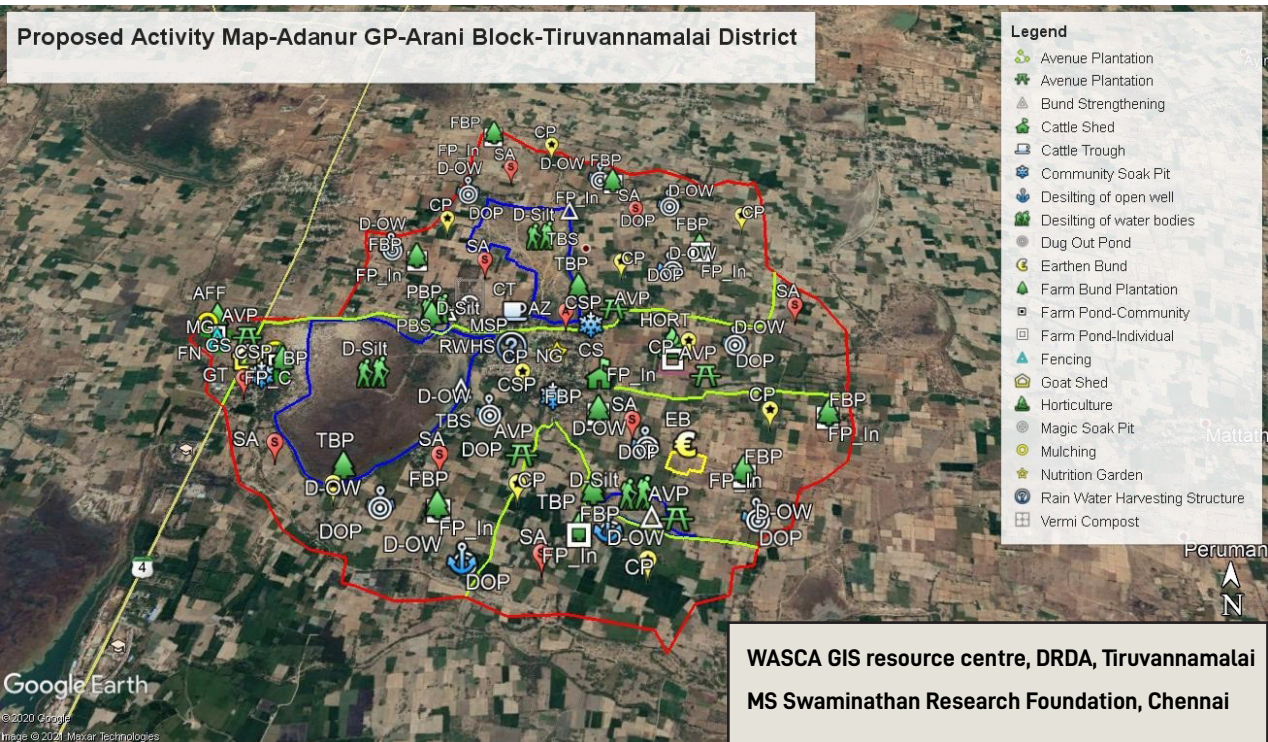 Proposed Activity Map-Adanur GP-Arani Block-Tiruvannamalai District
Legend
Avenue Plantation
Avenue Plantation
Bund Strengthening
Cattle Shed
Cattle Trough
Community Soak Pit
Desilting of open well
Desilting of water bodies
Dug Out Pond
Earthen Bund
Farm Bund Plantation
Farm Pond-Community
Farm Pond-Individual
Fencing
Goat Shed
Horticulture
Magic Soak Pit
Mulching
Nutrition Garden
Rain Water Harvesting Structure
Vermi Compost
FBP
CP
FP_In
SA
D-OW
D-OW
FBP
FP_In
SA
D-OW
CP
DOP
D-Silt
DOP
CP
D-OW
FBP
FBP
SA
TBS
D-OW
FP_In
TBP
CP
DOP
FP_In
AFF
PBP
D-Silt
CT
AZ
CSP
AVP
SA
MG
AVP
PBS
MSP
HORT
D-OW
FN
GS
CSP
BP
D-Silt
RWHS
CP
NG
CS
CP
AVP
DOP
GT
FP_C
CSP
FP_In
D-OW
FBP
SA
EB
CP
FBP
TBS
D-OW
FP_In
SA
TBP
SA
DOP
AVP
DOP
FBP
D-OW
FBP
CP
D-Silt
FP_In
TBP
AVP
DOP
D-OW
FP_In
SA
FBP
D-OW
D-OW
DOP
FP_In
CP
DOP
4
Mattath
Peruman
N
WASCA GIS resource centre, DRDA, Tiruvannamalai
MS Swaminathan Research Foundation, Chennai
Google Earth
©2020 Google
Image © 2021 Maxar Technologies